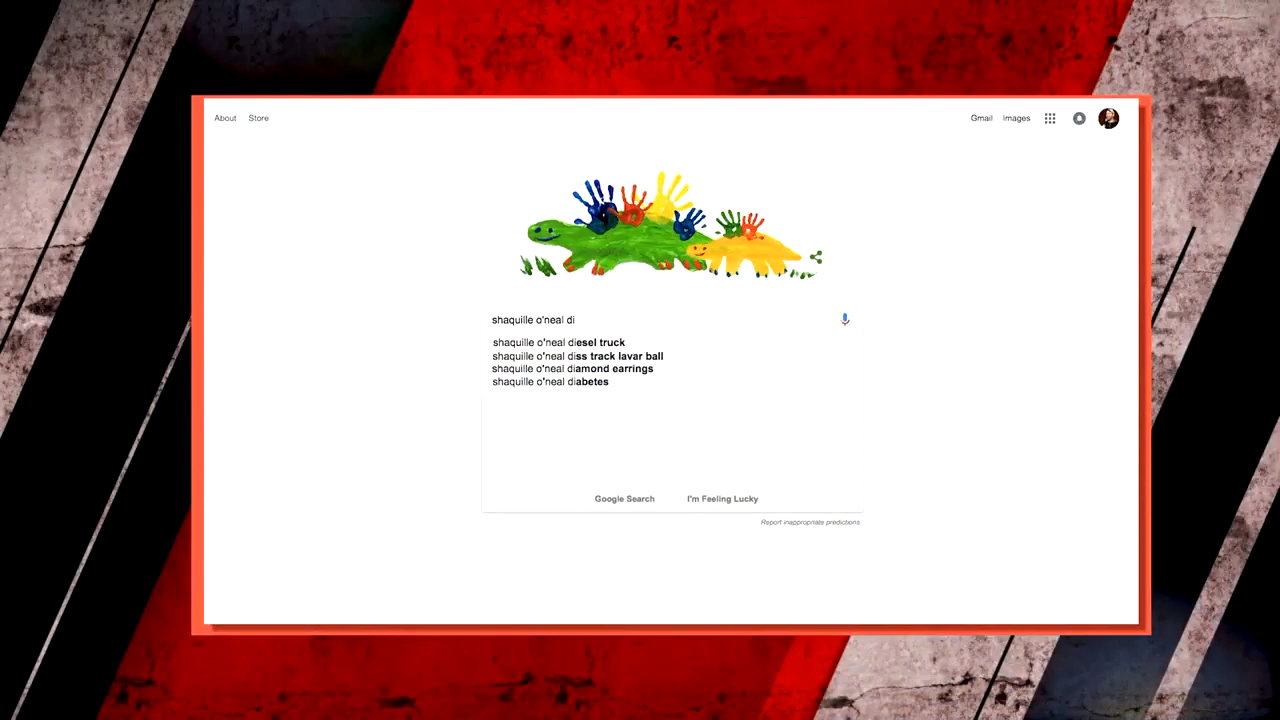 About Store
Gmail Images
shaquille o'neal di
shaquille o'neal diesel truck
shaquille o'neal diss track lavar ball
shaquille o'neal diamond earrings
shaquille o'neal diabetes
Google Search I'm Feeling Lucky
Report inappropriate predictions